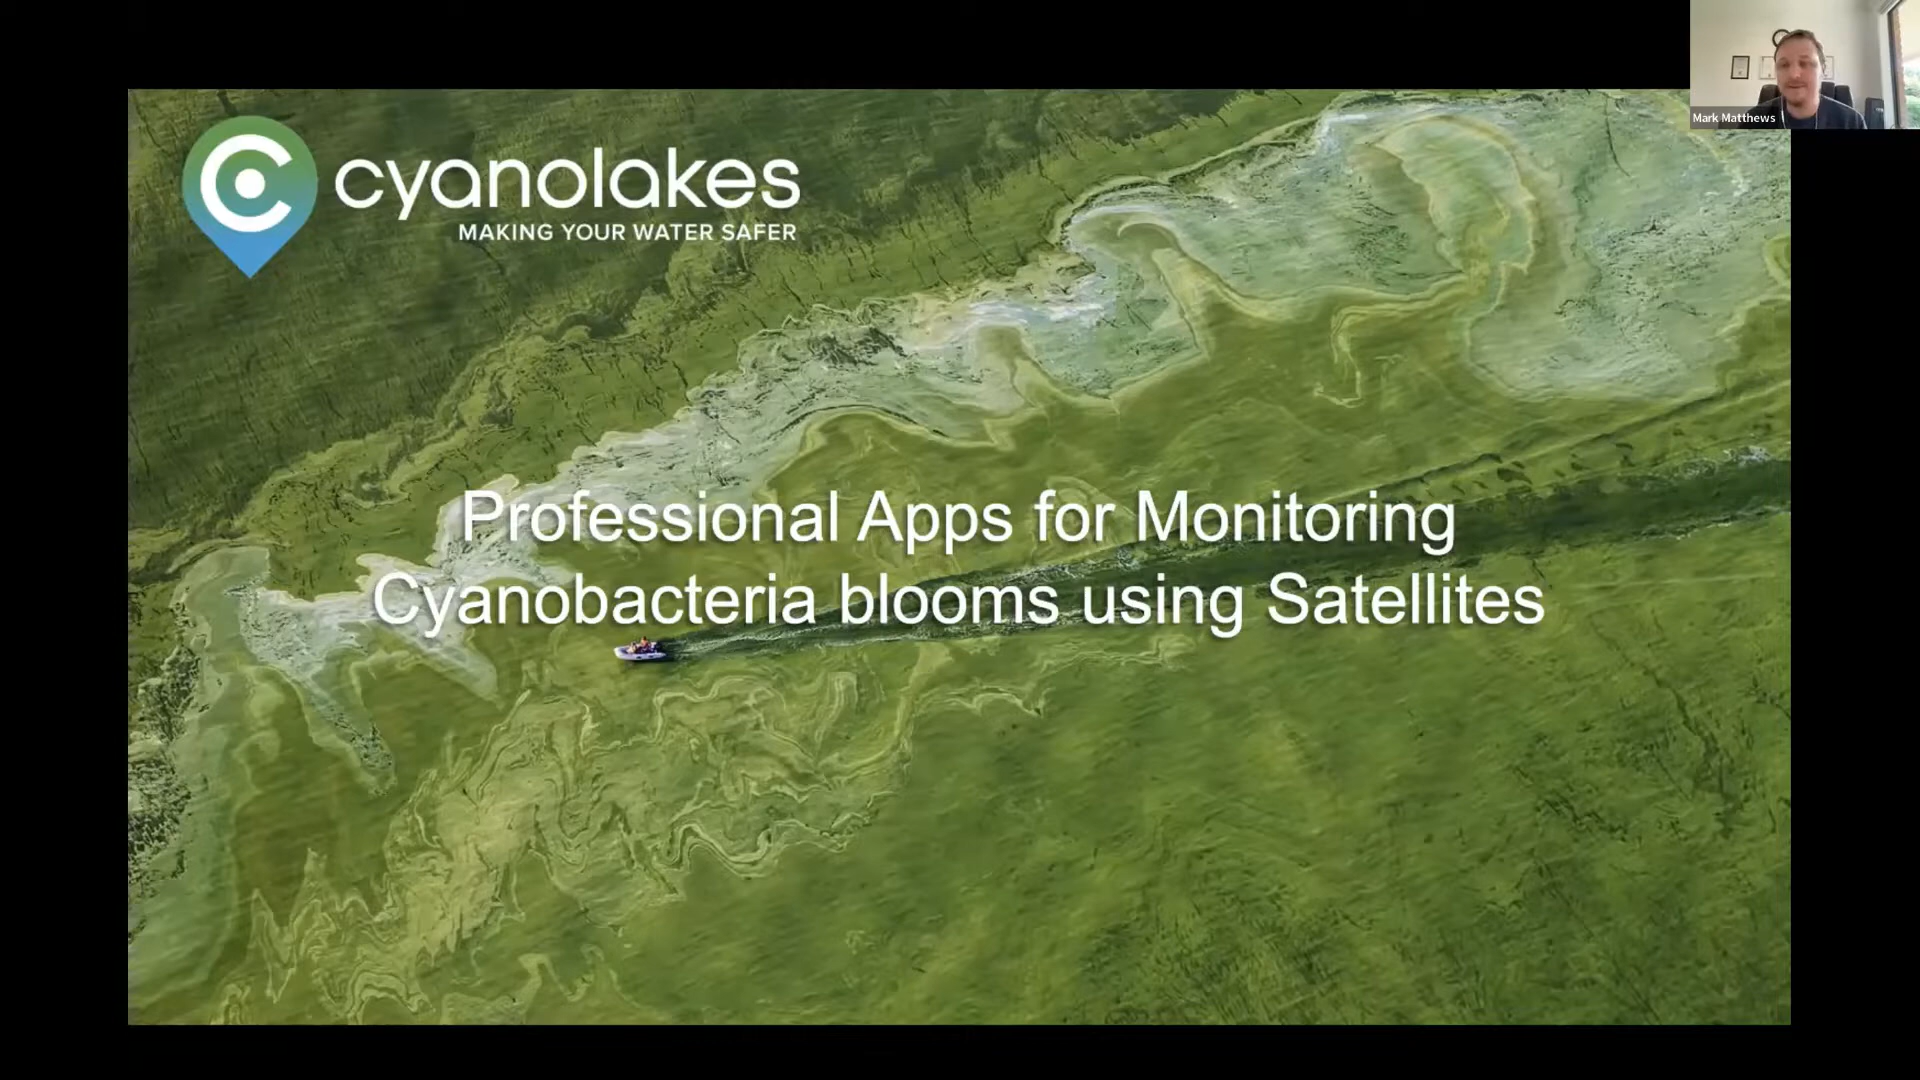 cyanolakes
MAKING YOUR WATER SAFER
Mark Matthews
Professional Apps for Monitoring
Cyanobacteria blooms using Satellites